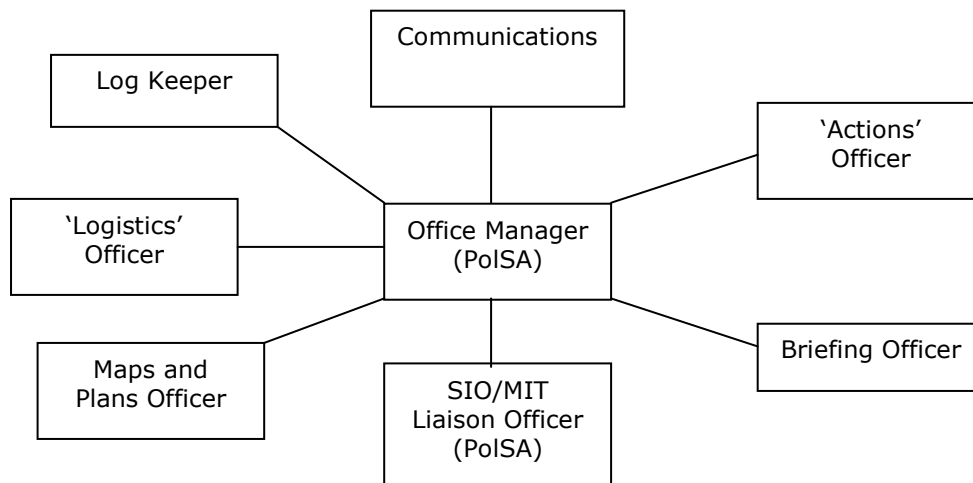 Communications
Log Keeper
‘Actions’
Officer
‘Logistics’
Officer
Office Manager
(PolSA)
Maps and
Plans Officer
SIO/MIT
Liaison Officer
(PolSA)
Briefing Officer